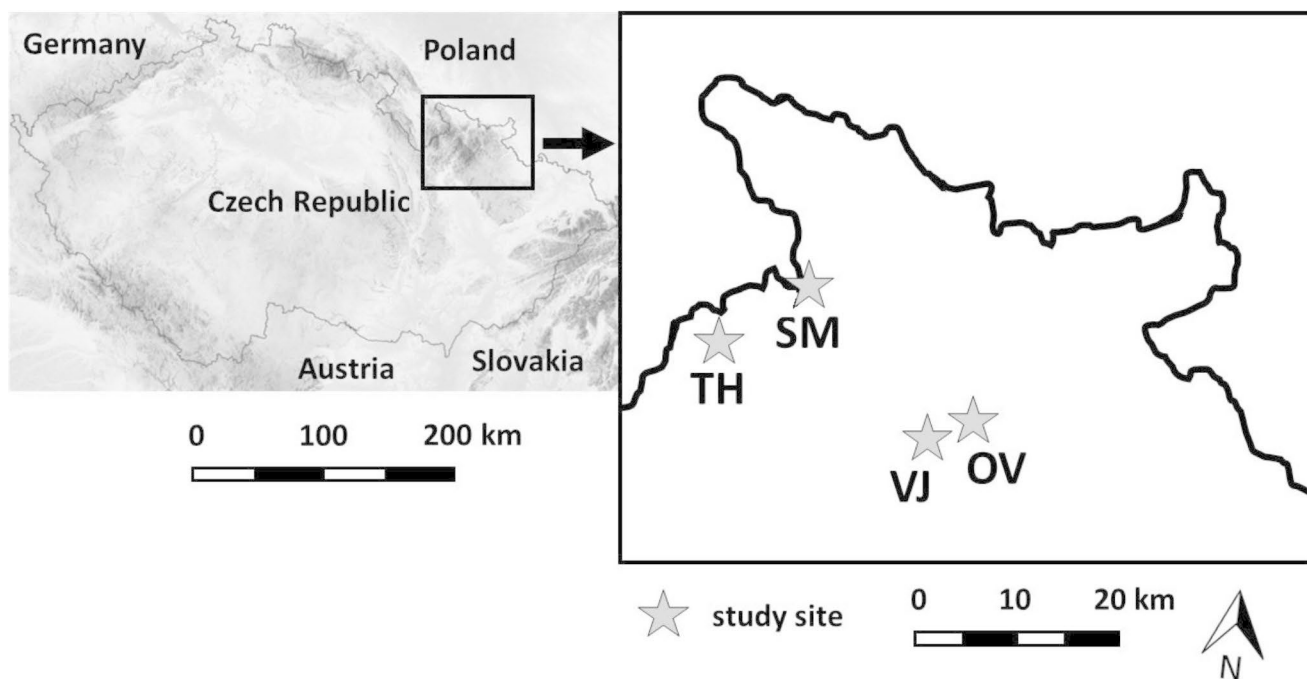 Germany
Poland
Czech Republic
Austria
Slovakia
0 100 200 km
SM
TH
VJ
OV
study site
0 10 20 km
N